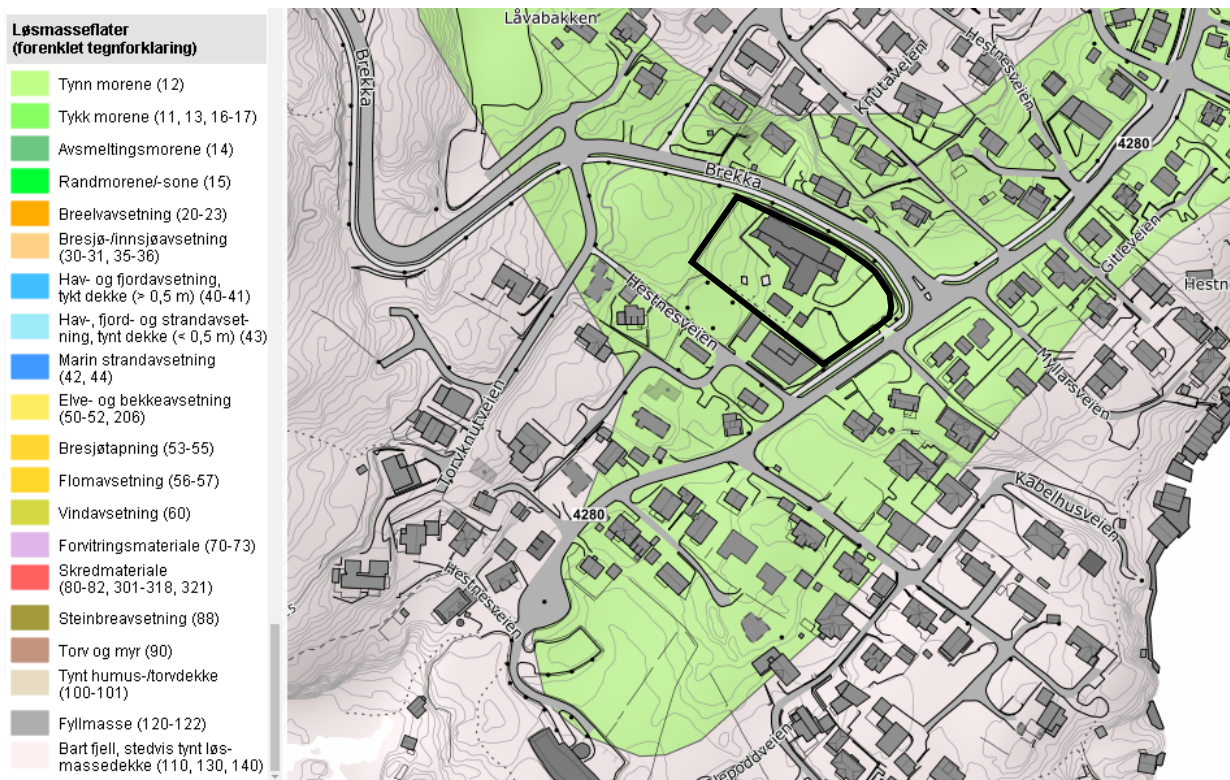 Løsmasseflater
(forenklet tegnforklaring)
Tynn morene (12)
Tykk morene (11, 13, 16-17)
Avsmeltingsmorene (14)
Randmorene/-sone (15)
Breelvavsetning (20-23)
Bresjø-/innsjøavsetning
(30-31, 35-36)
Hav- og fjordavsetning,
tykt dekke (> 0,5 m) (40-41)
Hav-, fjord- og strandavset-
ning, tynt dekke (< 0,5 m) (43)
Marin strandavsetning
(42, 44)
Elve- og bekkeavsetning
(50-52, 206)
Bresjøtapning (53-55)
Flomavsetning (56-57)
Vindavsetning (60)
Forvitringsmateriale (70-73)
Skredmateriale
(80-82, 301-318, 321)
Steinbreavsetning (88)
Torv og myr (90)
Tynt humus-/torvdekke
(100-101)
Fyllmasse (120-122)
Bart fjell, stedvis tynt løs-
massedekke (110, 130, 140)
Låvabakken
Brekka
Knutaveien
Hestnesveien
4280
Brekka
Gitleveien
Hestn
Hestnesveien
Myllarsveien
Torvknutveien
Kabelhusveien
4280
Hestnesveien
5
lepoddveien